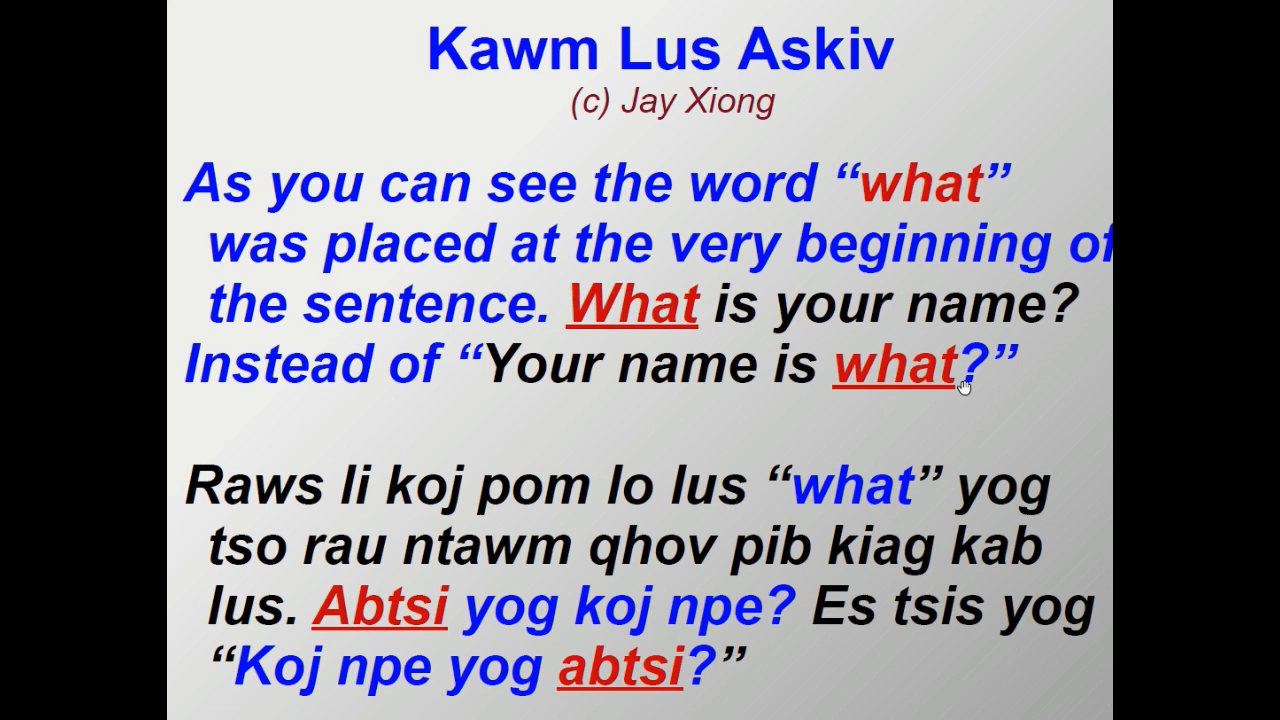 Kawm Lus Askiv
(c) Jay Xiong
As you can see the word “what”
was placed at the very beginning of
the sentence. What is your name?
Instead of “Your name is what?”
Raws li koj pom lo lus “what” yog
tso rau ntawm qhov pib kiag kab
lus. Abtsi yog koj npe? Es tsis yog
“Koj npe yog abtsi?”